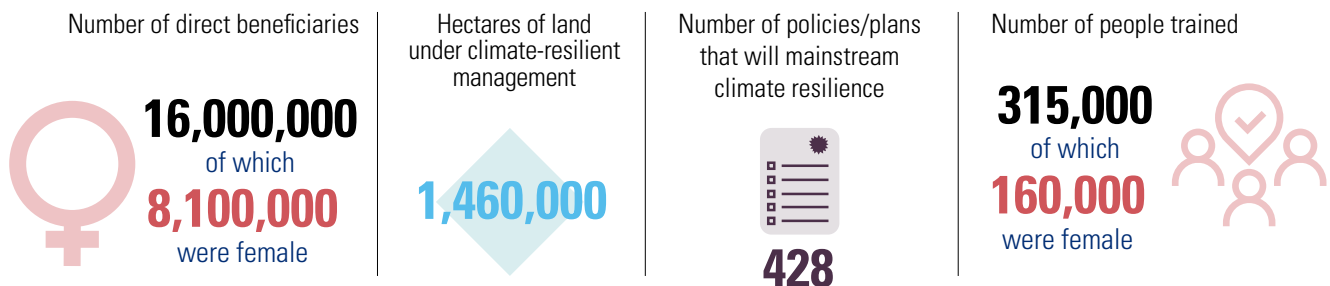 Number of direct beneficiaries
16,000,000
of which
8,100,000
were female
Hectares of land
under climate-resilient
management
1,460,000
Number of policies/plans
that will mainstream
climate resilience
428
Number of people trained
315,000
of which
160,000
were female